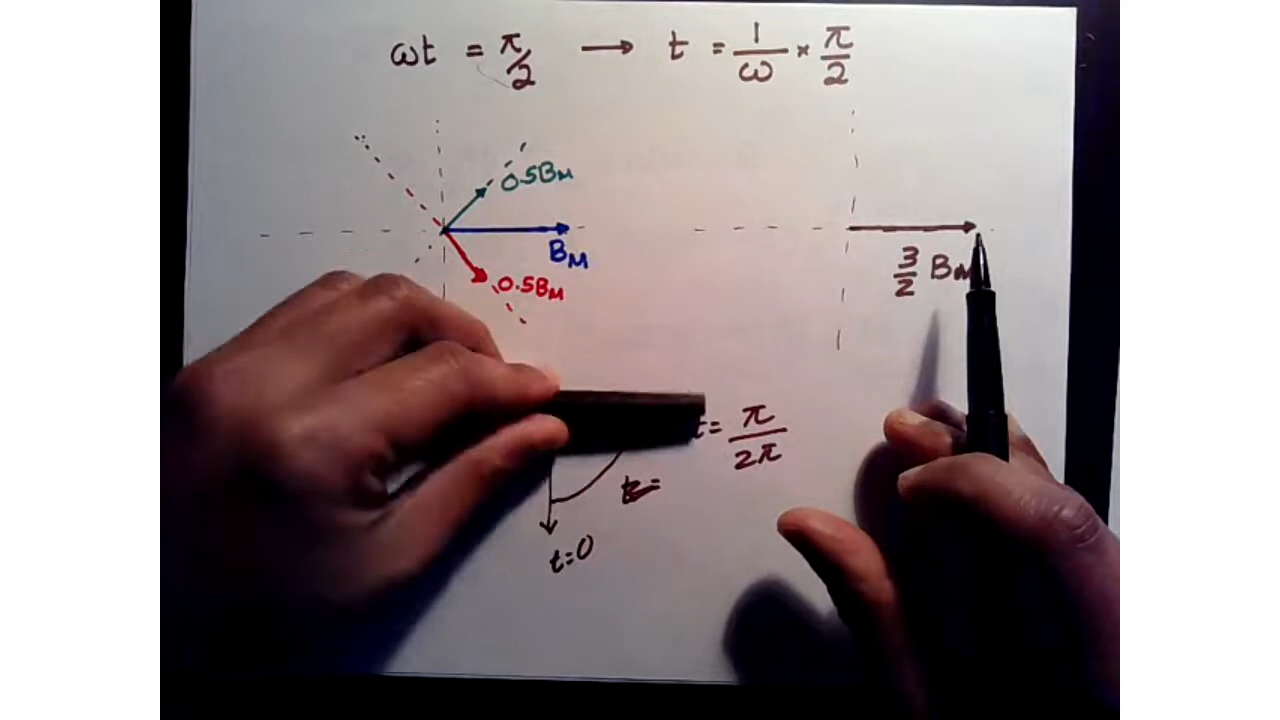 ωt = π/2 → t = 1/ω × π/2
0.5BM
BM
0.5BM
3/2 BM
t = π/2π
t=
t=0